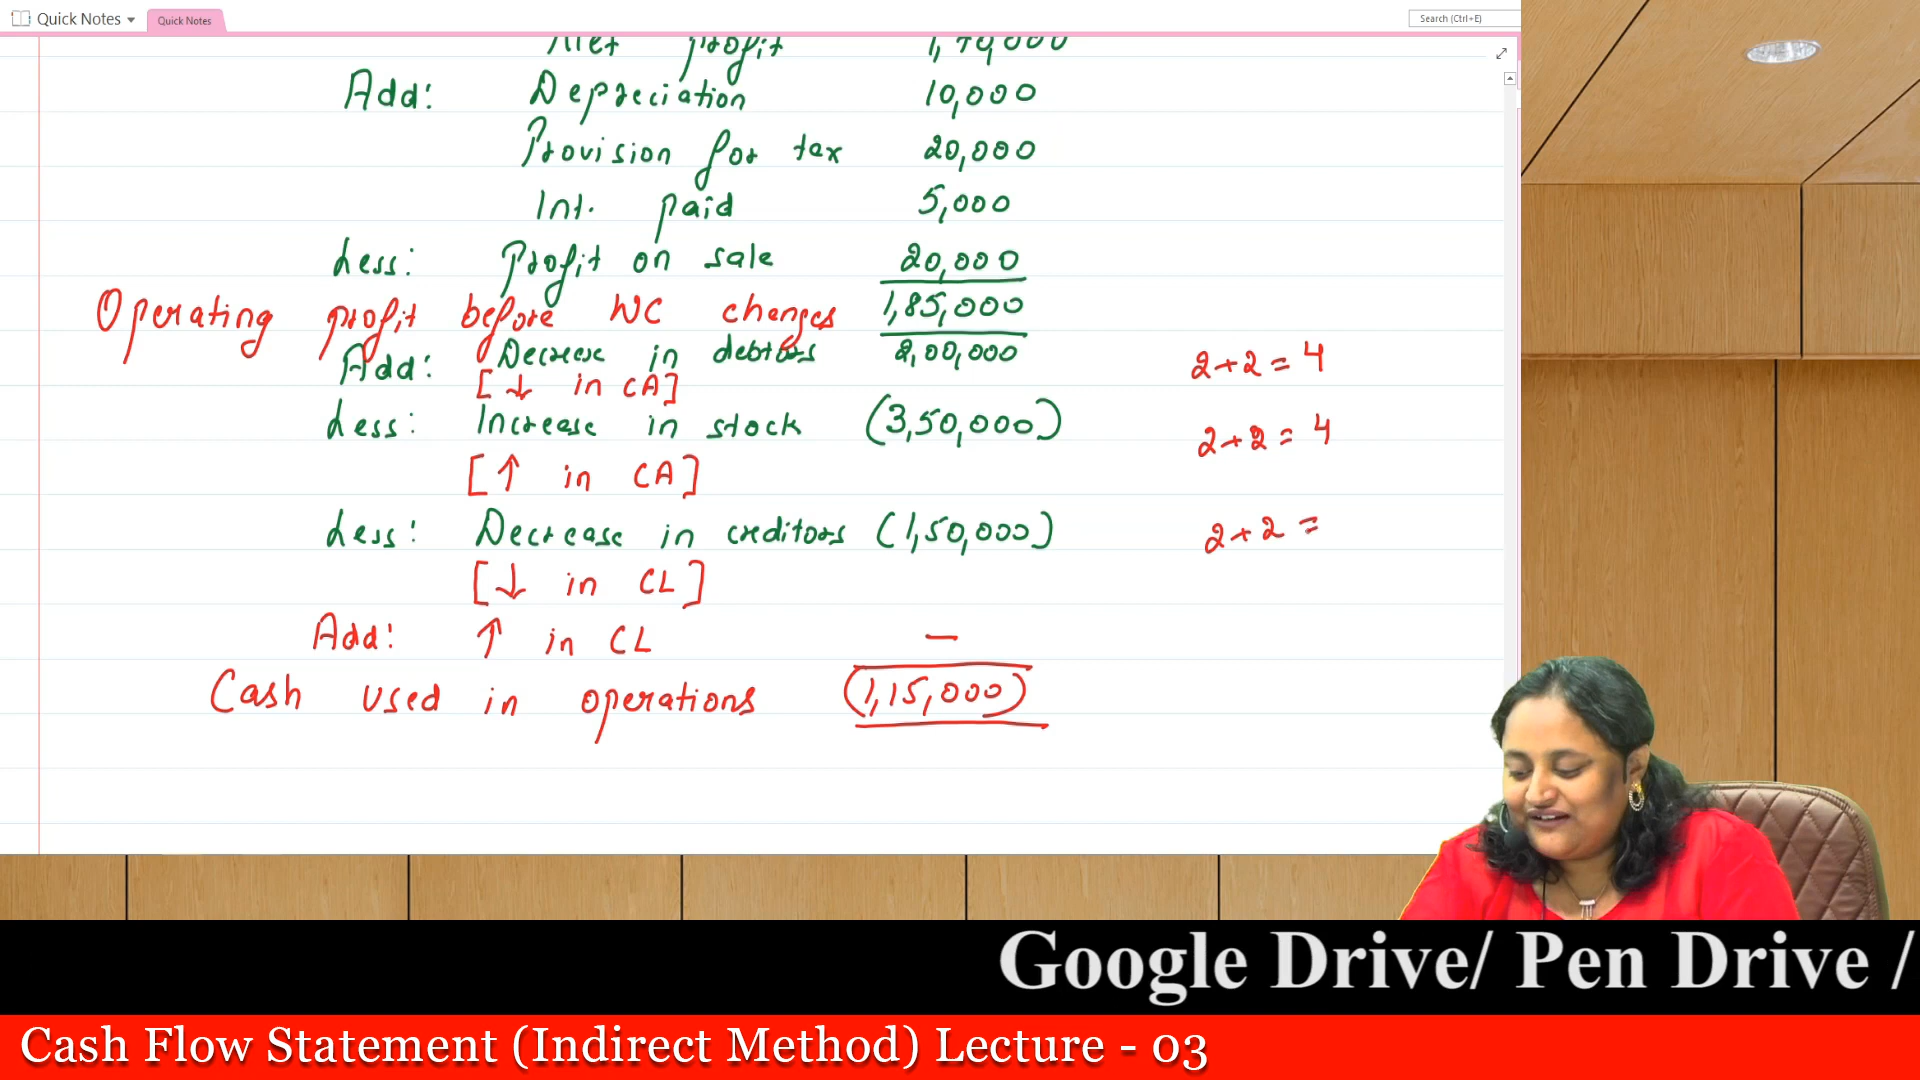 Quick Notes
Quick Notes
Search (Ctrl+E)
Net profit
Add: Depreciation 10,000
Provision for tax 20,000
Int. paid 5,000
Less: Profit on sale 20,000
Operating profit before WC changes 1,85,000
Add: Decrease in debtors 2,00,000
[↓ in CA]
2+2=4
Less: Increase in stock (3,50,000)
2+2=4
[↑ in CA]
Less: Decrease in creditors (1,50,000)
2+2=
[↓ in CL]
Add: ↑ in CL —
Cash used in operations (1,15,000)
Google Drive/ Pen Drive /
Cash Flow Statement (Indirect Method) Lecture - 03